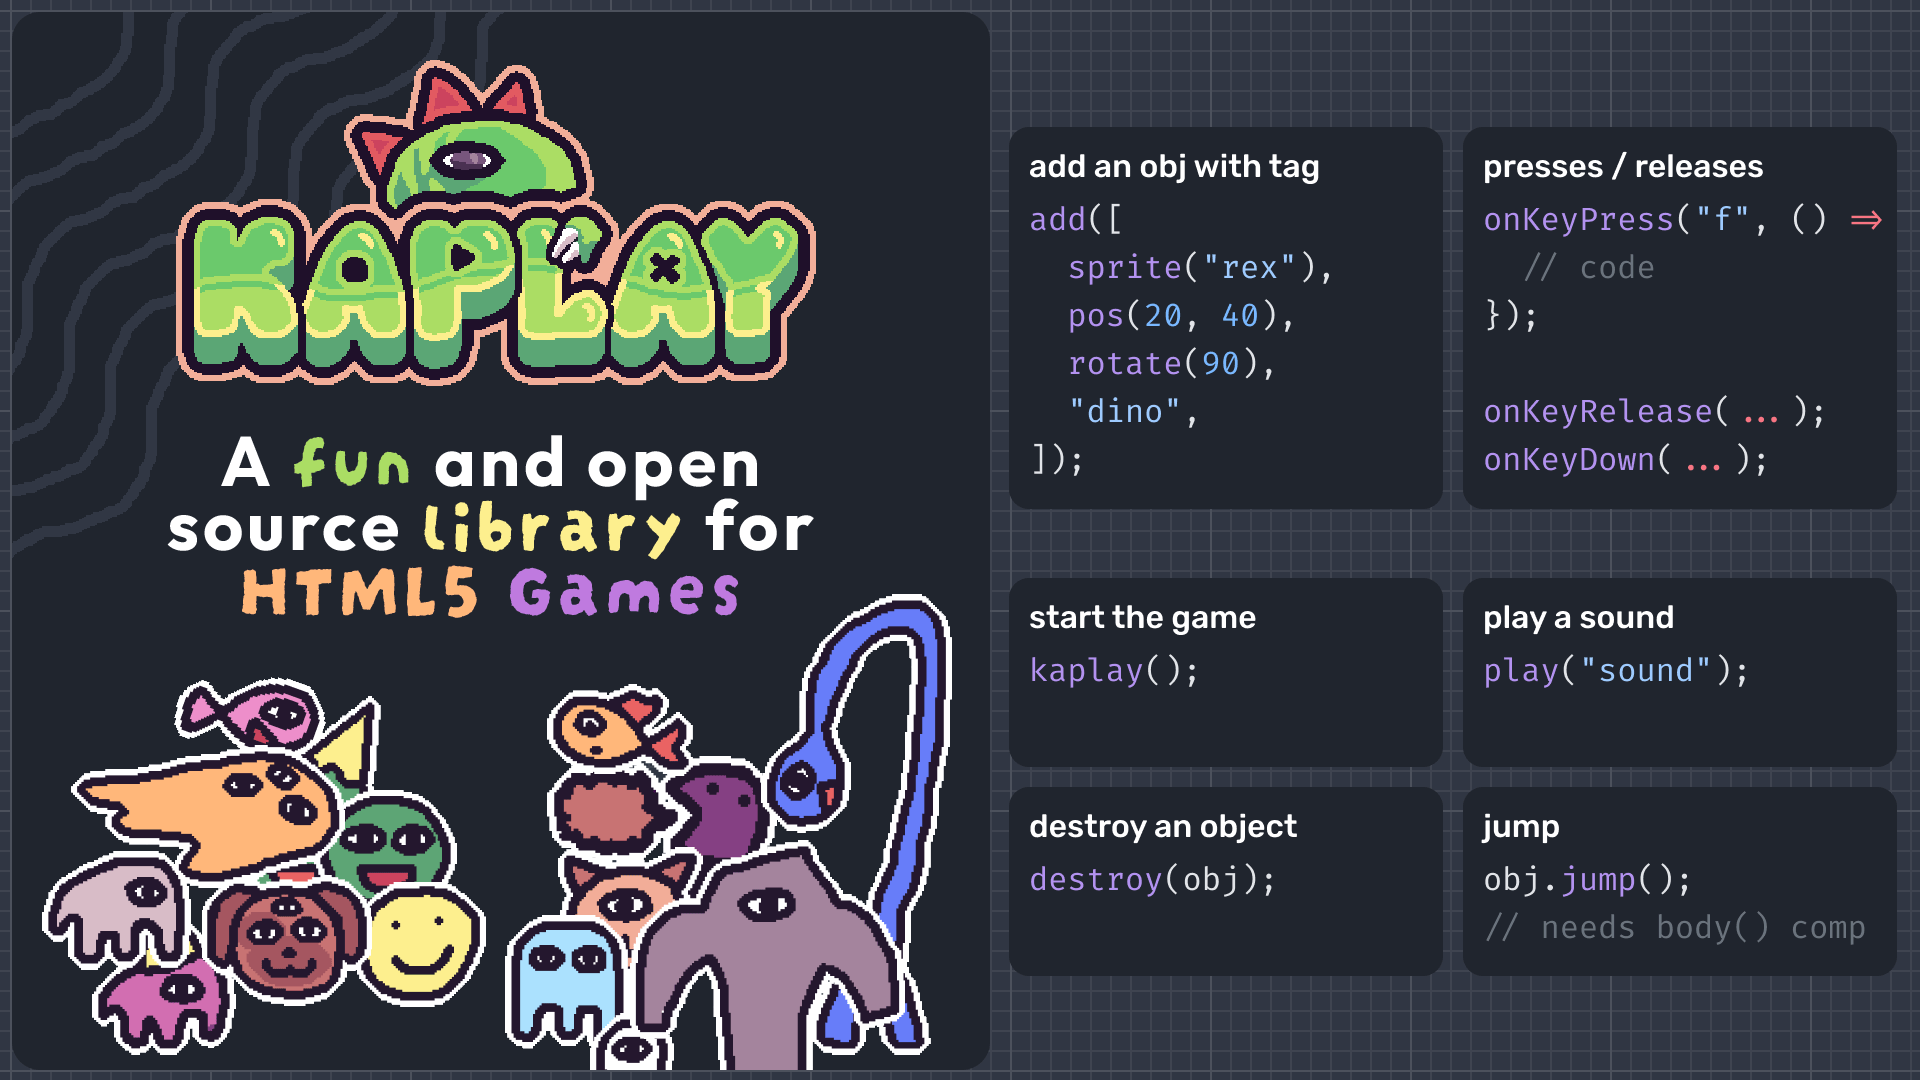 KAPLAY
A fun and open
source library for
HTML5 Games
add an obj with tag
add([
  sprite("rex"),
  pos(20, 40),
  rotate(90),
  "dino",
]);
presses / releases
onKeyPress("f", () =>
  // code
});
onKeyRelease( ... );
onKeyDown( ... );
start the game
kaplay();
play a sound
play("sound");
destroy an object
destroy(obj);
jump
obj.jump();
// needs body() comp